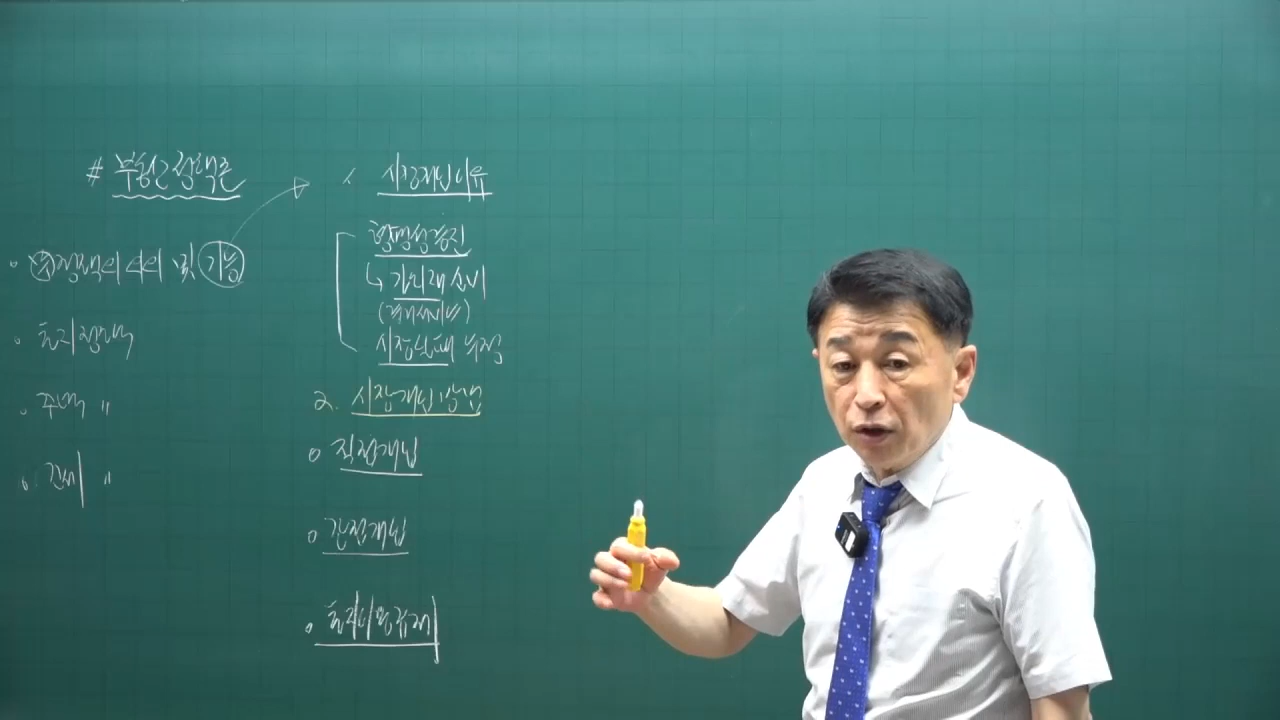 # 부동산정책론
• 부정책의 의의 및 기능
• 토지정책
• 주택 〃
• 조세 〃
1. 시장개입이유
형평성증진
↳ 가치재 소비
시장실패 수정
2. 시장개입방법
○ 직접개입
○ 간접개입
○ 토지이용규제